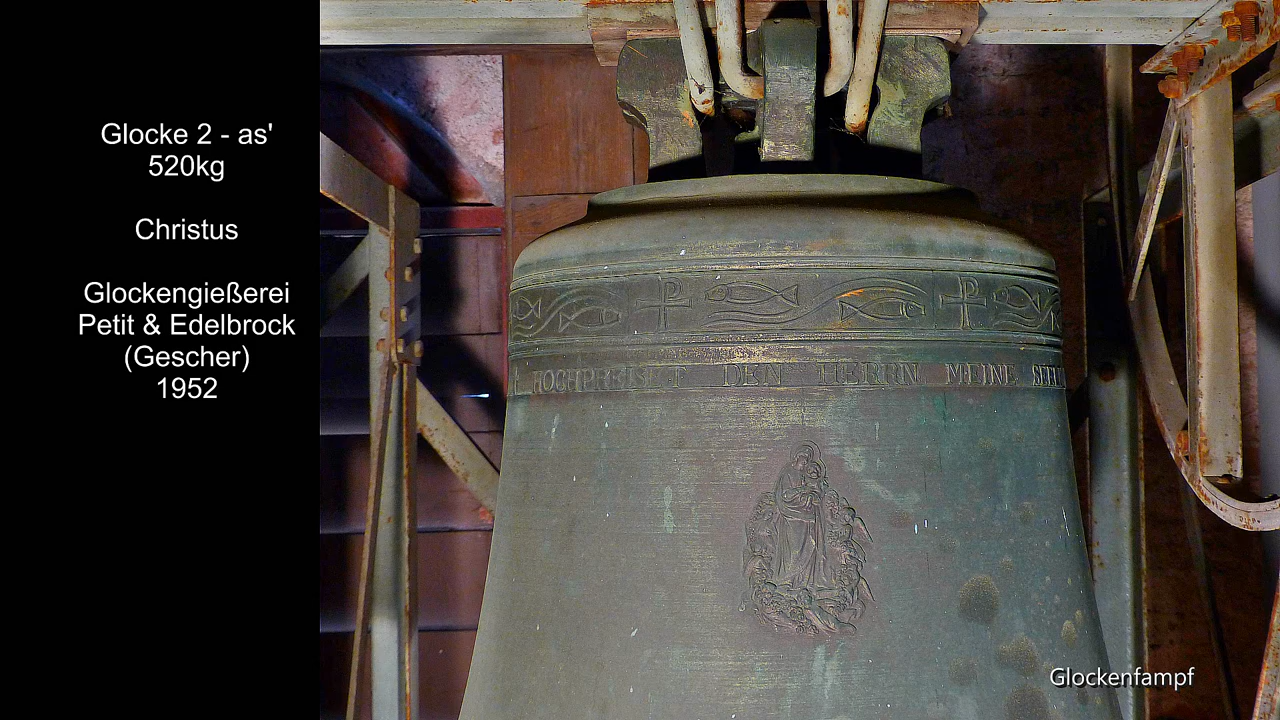 Glocke 2 - as'
520kg
Christus
Glockengießerei
Petit & Edelbrock
(Gescher)
1952
HOCHPREISET DEN HERRN MEINE
Glockenfampf